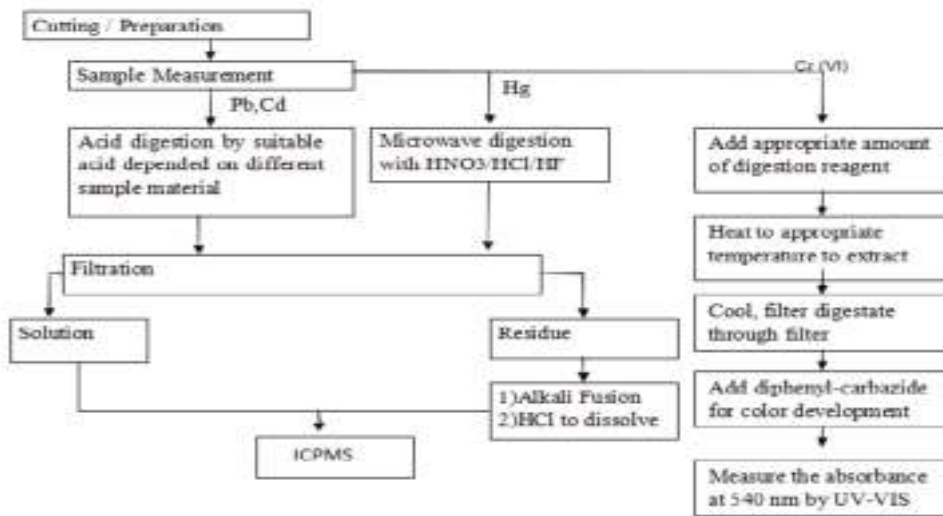 Cutting / Preparation
Sample Measurement
Cr (VI)
Pb,Cd
Hg
Acid digestion by suitable
acid depended on different
sample material
Microwave digestion
with HNO3/HCl/HF
Add appropriate amount
of digestion reagent
Heat to appropriate
temperature to extract
Filtration
Cool, filter digestate
through filter
Solution
Residue
1)Alkali Fusion
2)HCl to dissolve
Add diphenyl-carbazide
for color development
ICPMS
Measure the absorbance
at 540 nm by UV-VIS